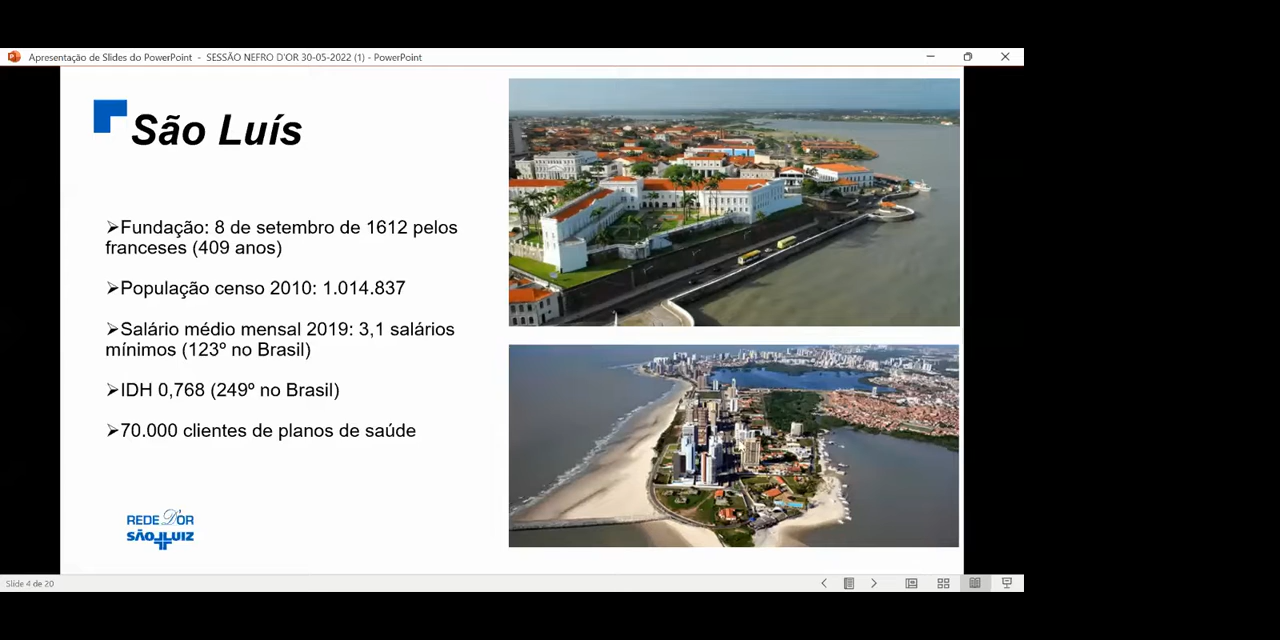 Apresentação de Slides do PowerPoint - SESSÃO NEFRO D'OR 30-05-2022 (1) - PowerPoint
São Luís
➢Fundação: 8 de setembro de 1612 pelos
franceses (409 anos)
➢População censo 2010: 1.014.837
➢Salário médio mensal 2019: 3,1 salários
mínimos (123º no Brasil)
➢IDH 0,768 (249º no Brasil)
➢70.000 clientes de planos de saúde
REDE D'OR
SÃO LUIZ
Slide 4 de 20